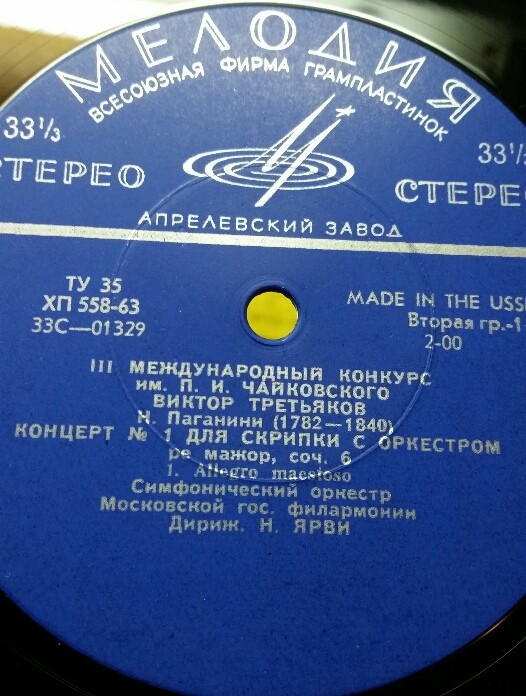 МЕЛОДИЯ
ВСЕСОЮЗНАЯ ФИРМА ГРАМПЛАСТИНОК
33⅓
СТЕРЕО
33⅓
СТЕРЕО
АПРЕЛЕВСКИЙ ЗАВОД
ТУ 35
ХП 558-63
33С—01329
MADE IN THE USSR
Вторая гр.-1
2-00
III МЕЖДУНАРОДНЫЙ КОНКУРС
им. П. И. ЧАЙКОВСКОГО
ВИКТОР ТРЕТЬЯКОВ
Н. Паганини (1782—1840)
КОНЦЕРТ № 1 ДЛЯ СКРИПКИ С ОРКЕСТРОМ
ре мажор, соч. 6
1. Allegro maestoso
Симфонический оркестр
Московской гос. филармонии
Дириж. Н. ЯРВИ